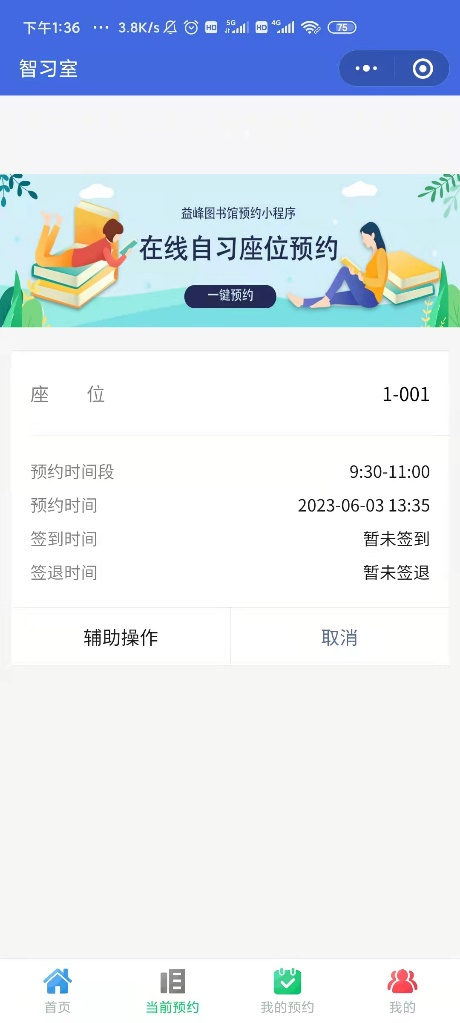 下午1:36 ··· 3.8K/s HD 5G HD 4G 75
智习室
益峰图书馆预约小程序
在线自习座位预约
一键预约
座 位 1-001
预约时间段 9:30-11:00
预约时间 2023-06-03 13:35
签到时间 暂未签到
签退时间 暂未签退
辅助操作 取消
首页 当前预约 我的预约 我的